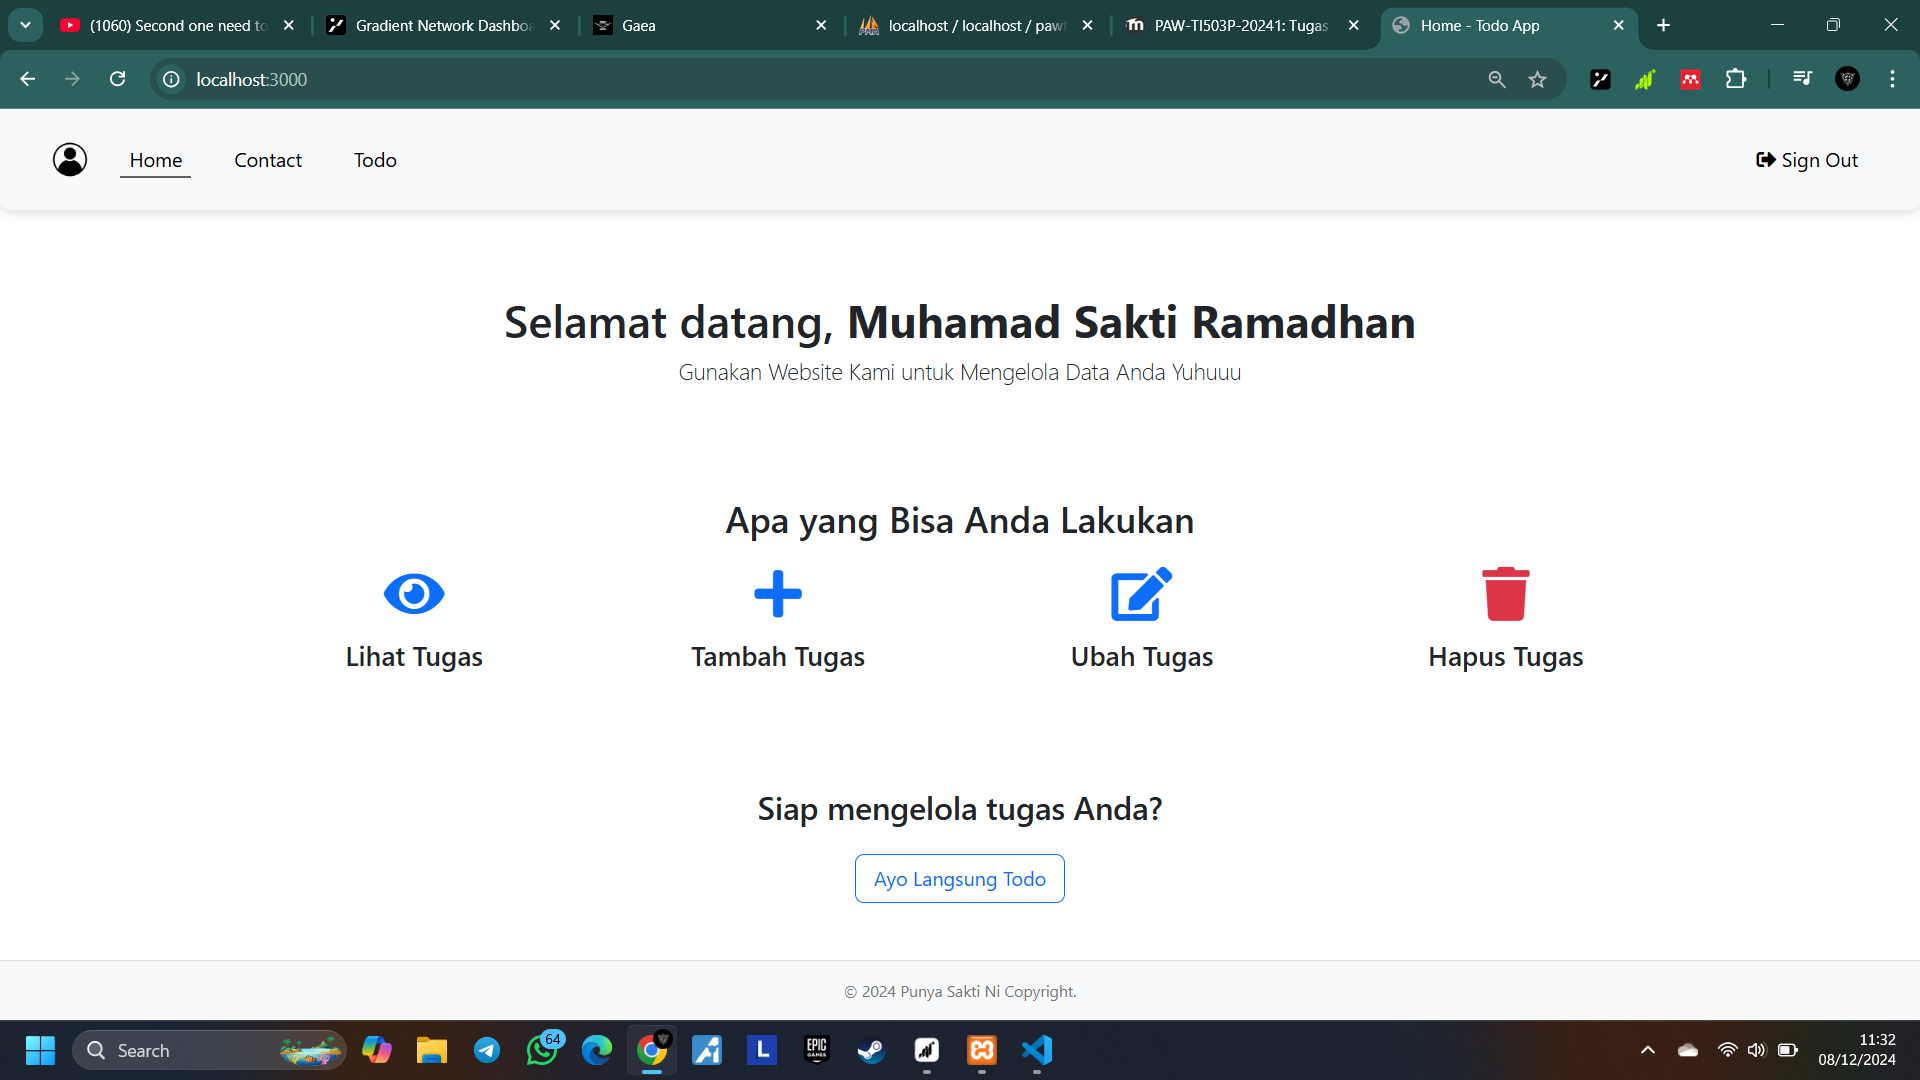 (1060) Second one need to
Gradient Network Dashboa
Gaea
localhost / localhost / paw
PAW-TI503P-20241: Tugas
Home - Todo App
localhost:3000
Home
Contact
Todo
Sign Out
Selamat datang, Muhamad Sakti Ramadhan
Gunakan Website Kami untuk Mengelola Data Anda Yuhuuu
Apa yang Bisa Anda Lakukan
Lihat Tugas
Tambah Tugas
Ubah Tugas
Hapus Tugas
Siap mengelola tugas Anda?
Ayo Langsung Todo
© 2024 Punya Sakti Ni Copyright.
Search
64
L
EPIC
GAMES
11:32
08/12/2024